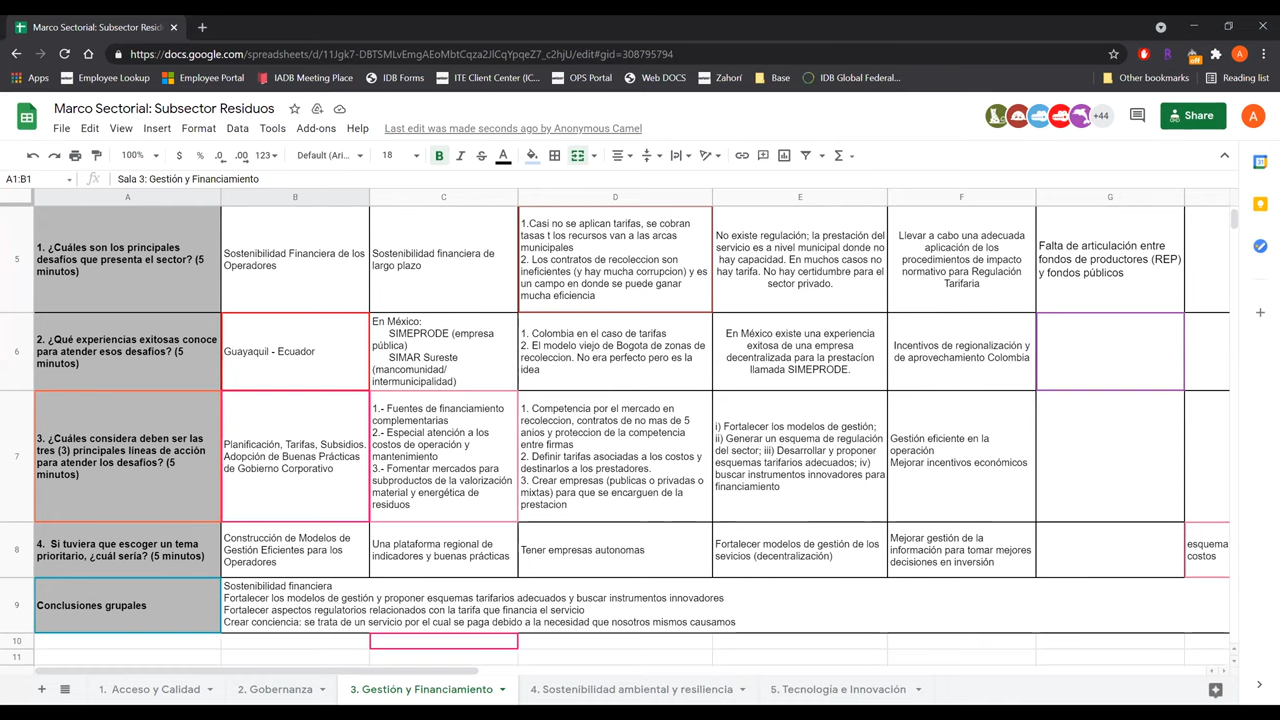 Marco Sectorial: Subsector Resid
https://docs.google.com/spreadsheets/d/11Jgk7-DBTSMLvEmgAEoMbtCqza2JlCqYpqeZ7_c2hjU/edit#gid=308795794
Apps Employee Lookup Employee Portal IADB Meeting Place IDB Forms ITE Client Center (IC... OPS Portal Web DOCS Zahorí Base IDB Global Federal... Other bookmarks Reading list
Marco Sectorial: Subsector Residuos
File Edit View Insert Format Data Tools Add-ons Help Last edit was made seconds ago by Anonymous Camel
+44
Share
A
100% $ % .0 .00 123 Default (Ari... 18 B I S A
A1:B1 fx Sala 3: Gestión y Financiamiento
A B C D E F G
5
1. ¿Cuáles son los principales
desafíos que presenta el sector? (5
minutos)
Sostenibilidad Financiera de los
Operadores
Sostenibilidad financiera de
largo plazo
1.Casi no se aplican tarifas, se cobran
tasas t los recursos van a las arcas
municipales
2. Los contratos de recoleccion son
ineficientes (y hay mucha corrupcion) y es
un campo en donde se puede ganar
mucha eficiencia
No existe regulación; la prestación del
servicio es a nivel municipal donde no
hay capacidad. En muchos casos no
hay tarifa. No hay certidumbre para el
sector privado.
Llevar a cabo una adecuada
aplicación de los
procedimientos de impacto
normativo para Regulación
Tarifaria
Falta de articulación entre
fondos de productores (REP)
y fondos públicos
6
2. ¿Qué experiencias exitosas conoce
para atender esos desafíos? (5
minutos)
Guayaquil - Ecuador
En México:
SIMEPRODE (empresa
pública)
SIMAR Sureste
(mancomunidad/
intermunicipalidad)
1. Colombia en el caso de tarifas
2. El modelo viejo de Bogota de zonas de
recoleccion. No era perfecto pero es la
idea
En México existe una experiencia
exitosa de una empresa
decentralizada para la prestacíon
llamada SIMEPRODE.
Incentivos de regionalización y
de aprovechamiento Colombia
7
3. ¿Cuáles considera deben ser las
tres (3) principales líneas de acción
para atender los desafíos? (5
minutos)
Planificación, Tarifas, Subsidios.
Adopción de Buenas Prácticas
de Gobierno Corporativo
1.- Fuentes de financiamiento
complementarias
2.- Especial atención a los
costos de operación y
mantenimiento
3.- Fomentar mercados para
subproductos de la valorización
material y energética de
residuos
1. Competencia por el mercado en
recoleccion, contratos de no mas de 5
anios y proteccion de la competencia
entre firmas
2. Definir tarifas asociadas a los costos y
destinarlos a los prestadores.
3. Crear empresas (publicas o privadas o
mixtas) para que se encarguen de la
prestacion
i) Fortalecer los modelos de gestión;
ii) Generar un esquema de regulación
del sector; iii) Desarrollar y proponer
esquemas tarifarios adecuados; iv)
buscar instrumentos innovadores para
financiamiento
Gestión eficiente en la
operación
Mejorar incentivos económicos
8
4. Si tuviera que escoger un tema
prioritario, ¿cuál sería? (5 minutos)
Construcción de Modelos de
Gestión Eficientes para los
Operadores
Una plataforma regional de
indicadores y buenas prácticas
Tener empresas autonomas
Fortalecer modelos de gestión de los
sevicios (decentralización)
Mejorar gestión de la
información para tomar mejores
decisiones en inversión
esquema
costos
9
Conclusiones grupales
Sostenibilidad financiera
Fortalecer los modelos de gestión y proponer esquemas tarifarios adecuados y buscar instrumentos innovadores
Fortalecer aspectos regulatorios relacionados con la tarifa que financia el servicio
Crear conciencia: se trata de un servicio por el cual se paga debido a la necesidad que nosotros mismos causamos
10
11
1. Acceso y Calidad 2. Gobernanza 3. Gestión y Financiamiento 4. Sostenibilidad ambiental y resiliencia 5. Tecnología e Innovación